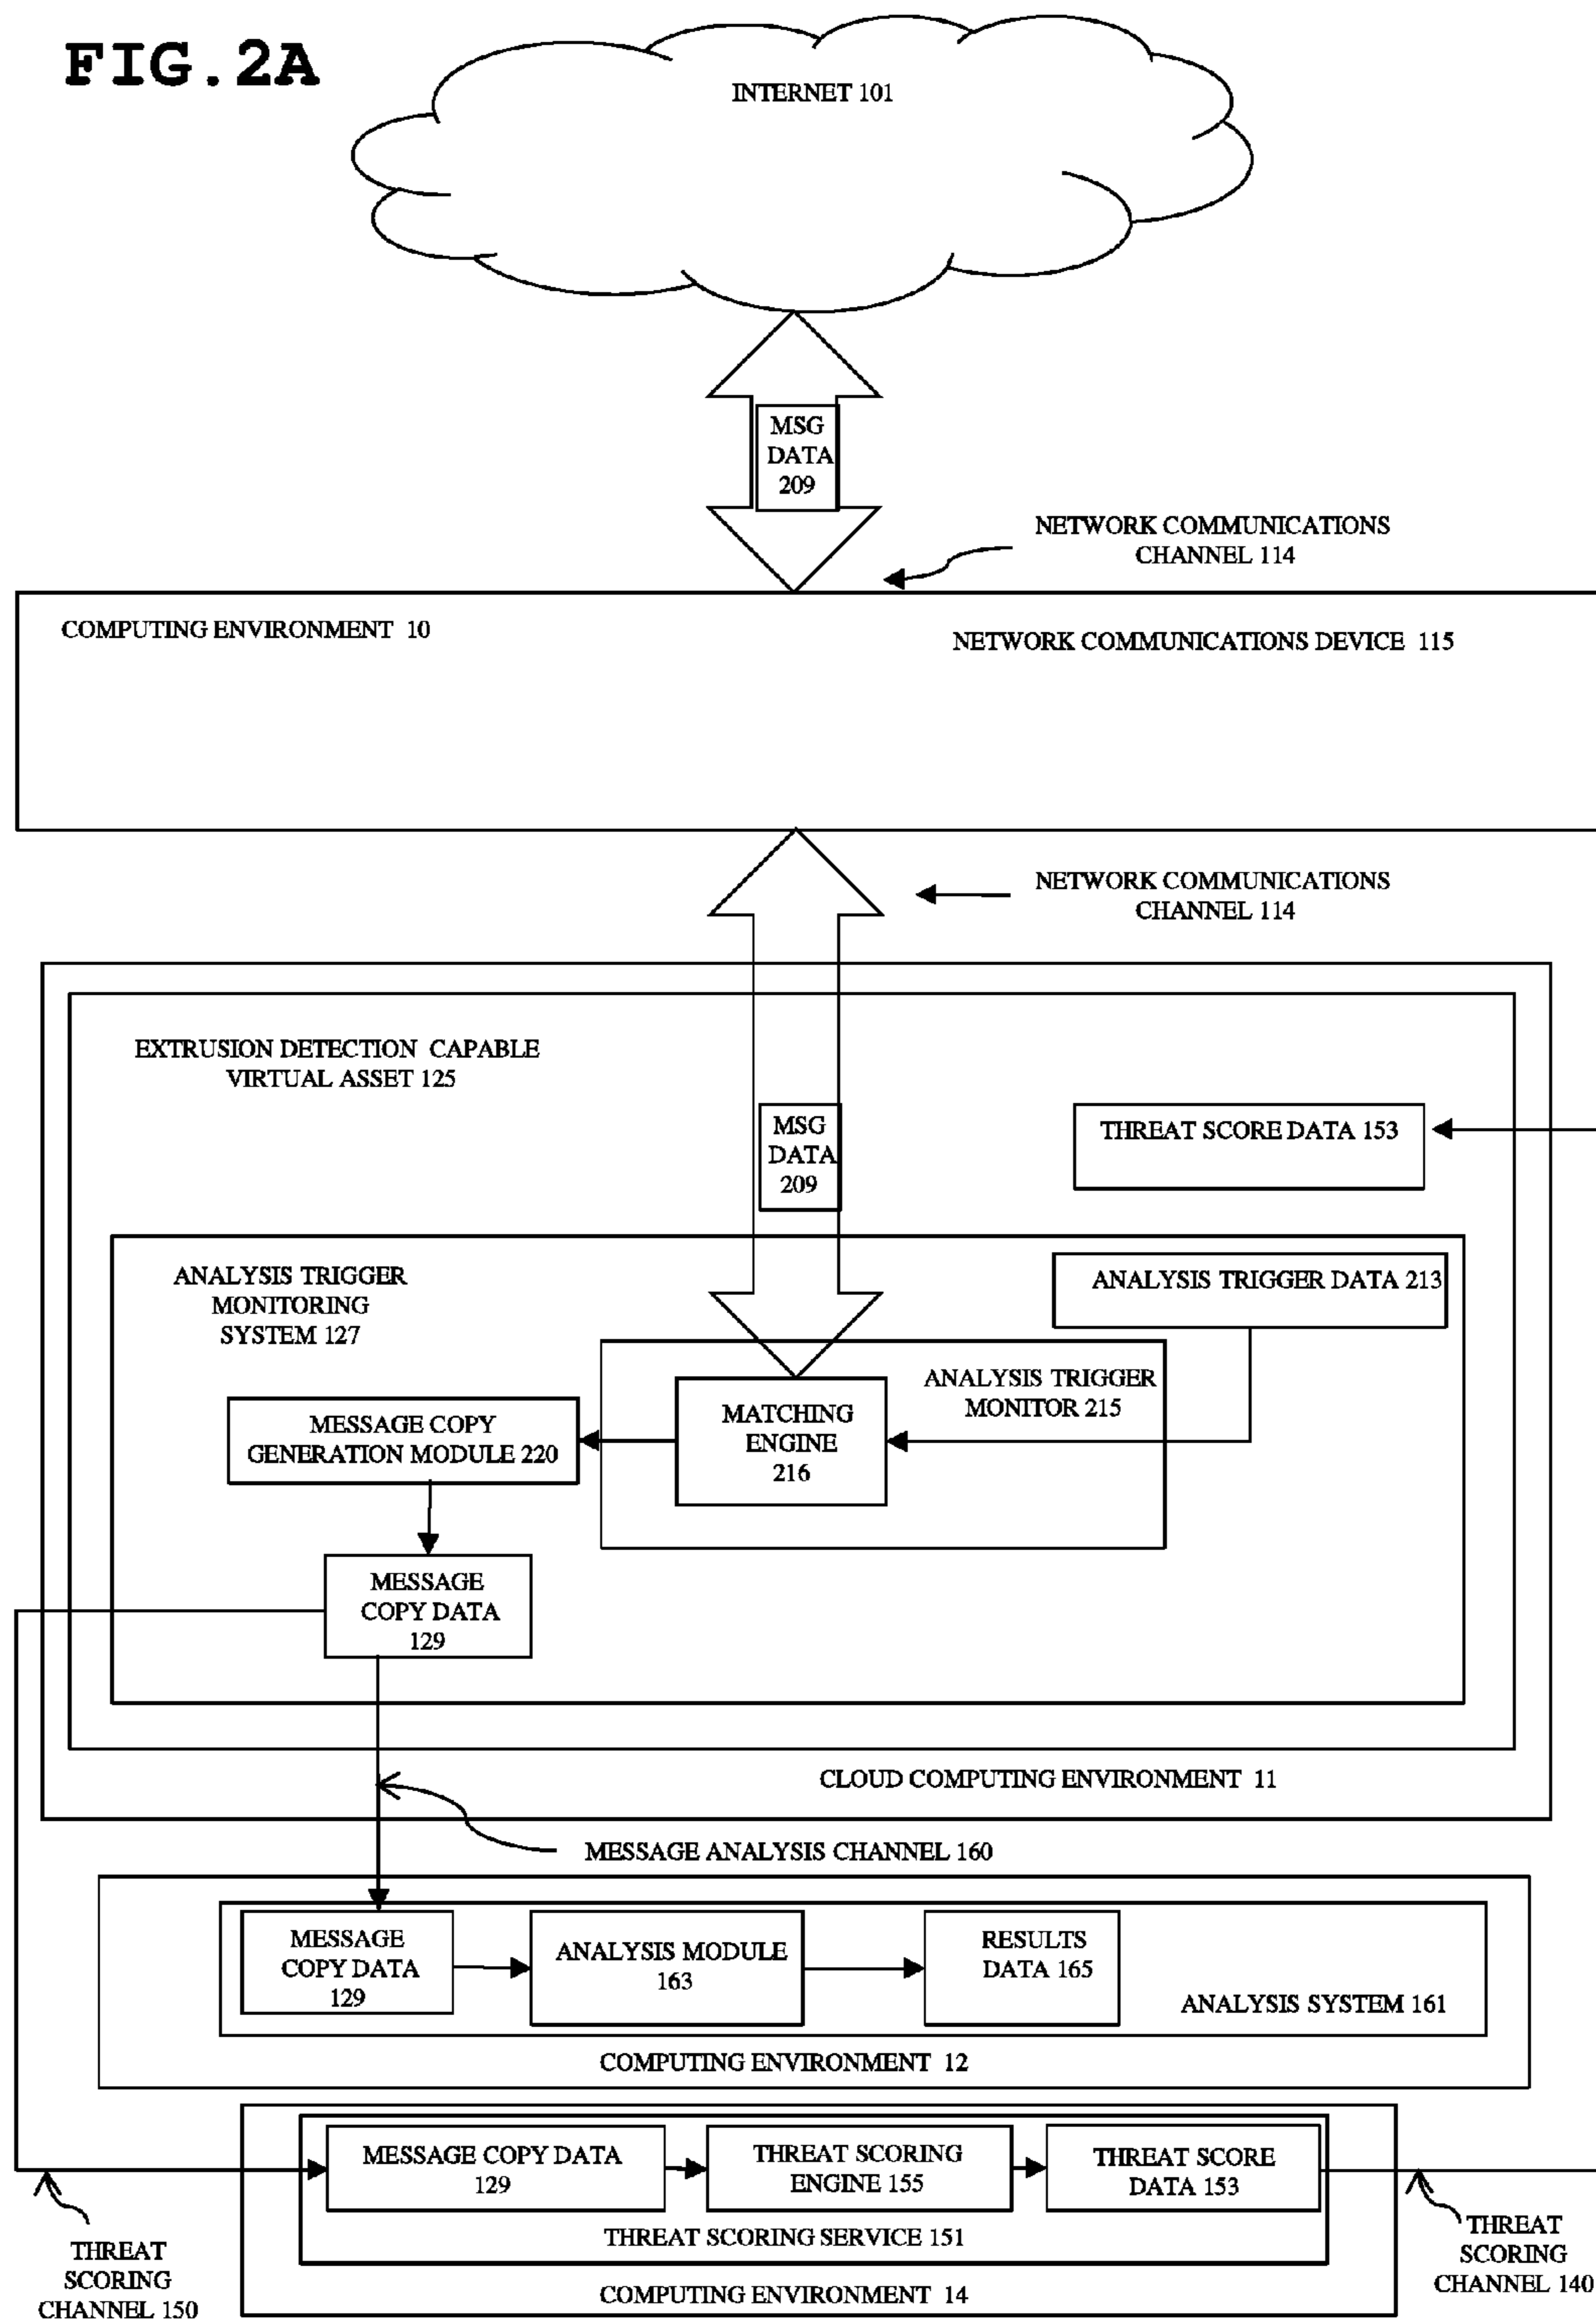 FIG.2A
INTERNET 101
MSG
DATA
209
NETWORK COMMUNICATIONS
CHANNEL 114
COMPUTING ENVIRONMENT 10
NETWORK COMMUNICATIONS DEVICE 115
NETWORK COMMUNICATIONS
CHANNEL 114
EXTRUSION DETECTION CAPABLE
VIRTUAL ASSET 125
MSG
DATA
209
THREAT SCORE DATA 153
ANALYSIS TRIGGER
MONITORING
SYSTEM 127
ANALYSIS TRIGGER DATA 213
ANALYSIS TRIGGER
MONITOR 215
MATCHING
ENGINE
216
MESSAGE COPY
GENERATION MODULE 220
MESSAGE
COPY DATA
129
CLOUD COMPUTING ENVIRONMENT 11
MESSAGE ANALYSIS CHANNEL 160
MESSAGE
COPY DATA
129
ANALYSIS MODULE
163
RESULTS
DATA 165
ANALYSIS SYSTEM 161
COMPUTING ENVIRONMENT 12
MESSAGE COPY DATA
129
THREAT SCORING
ENGINE 155
THREAT SCORE
DATA 153
THREAT SCORING SERVICE 151
COMPUTING ENVIRONMENT 14
THREAT
SCORING
CHANNEL 150
THREAT
SCORING
CHANNEL 140